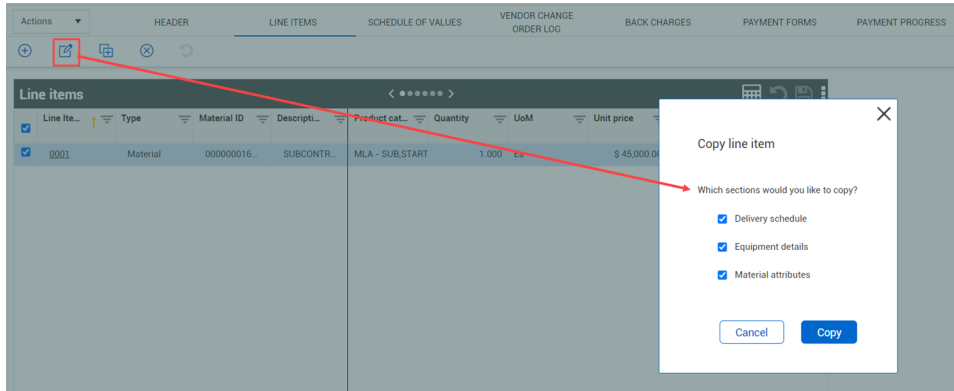 Actions HEADER LINE ITEMS SCHEDULE OF VALUES VENDOR CHANGE ORDER LOG BACK CHARGES PAYMENT FORMS PAYMENT PROGRESS
Line items
Line Ite... Type Material ID Descripti... Product cat... Quantity UoM Unit price
0001 Material 000000016... SUBCONTR... MLA - SUB,START 1.000 Ea $ 45,000.00
Copy line item
Which sections would you like to copy?
Delivery schedule
Equipment details
Material attributes
Cancel Copy